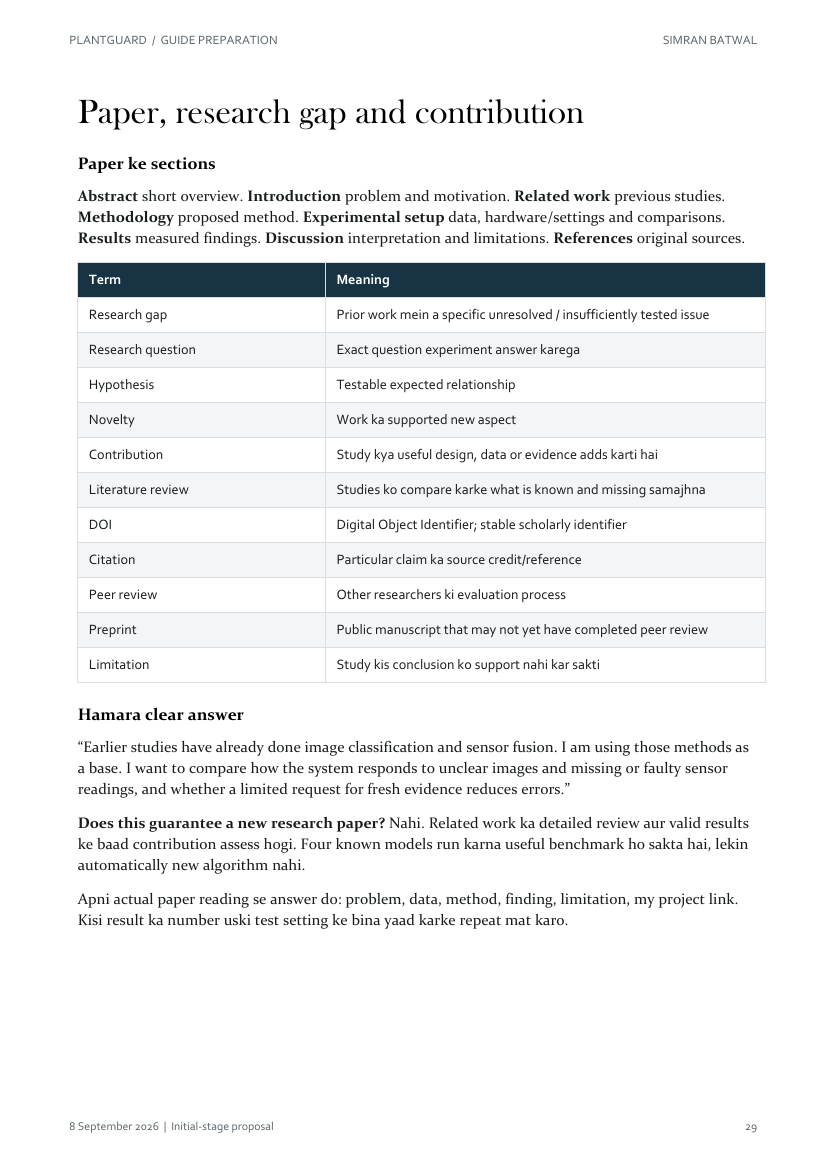 PLANTGUARD / GUIDE PREPARATION SIMRAN BATWAL
Paper, research gap and contribution
Paper ke sections
Abstract short overview. Introduction problem and motivation. Related work previous studies.
Methodology proposed method. Experimental setup data, hardware/settings and comparisons.
Results measured findings. Discussion interpretation and limitations. References original sources.
Term Meaning
Research gap Prior work mein a specific unresolved / insufficiently tested issue
Research question Exact question experiment answer karega
Hypothesis Testable expected relationship
Novelty Work ka supported new aspect
Contribution Study kya useful design, data or evidence adds karti hai
Literature review Studies ko compare karke what is known and missing samajhna
DOI Digital Object Identifier; stable scholarly identifier
Citation Particular claim ka source credit/reference
Peer review Other researchers ki evaluation process
Preprint Public manuscript that may not yet have completed peer review
Limitation Study kis conclusion ko support nahi kar sakti
Hamara clear answer
“Earlier studies have already done image classification and sensor fusion. I am using those methods as
a base. I want to compare how the system responds to unclear images and missing or faulty sensor
readings, and whether a limited request for fresh evidence reduces errors.”
Does this guarantee a new research paper? Nahi. Related work ka detailed review aur valid results
ke baad contribution assess hogi. Four known models run karna useful benchmark ho sakta hai, lekin
automatically new algorithm nahi.
Apni actual paper reading se answer do: problem, data, method, finding, limitation, my project link.
Kisi result ka number uski test setting ke bina yaad karke repeat mat karo.
8 September 2026 | Initial-stage proposal 29